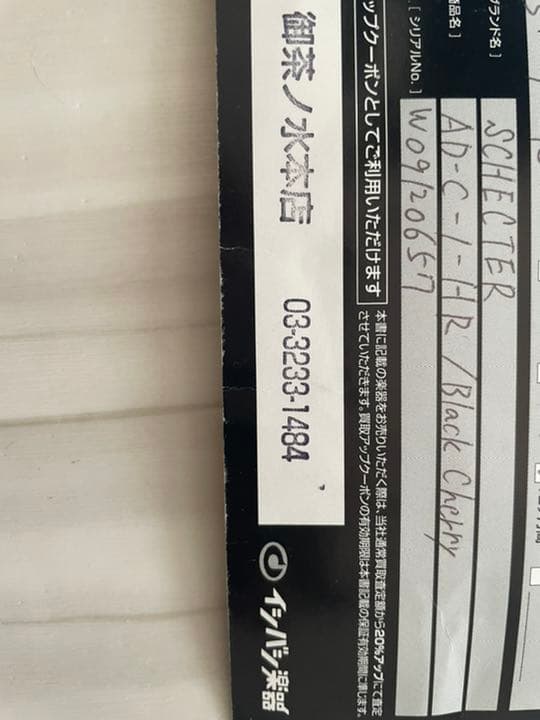 ブランド名 ] SCHECTER
商品名 ] AD-C-1-HR / Black Cherry
[ シリアルNo. ] W09120657
ップクーポンとしてご利用いただけます
本書に記載の楽器をお売りいただく際は、当社通常買取査定額から20%アップにて査定
させていただきます。買取アップクーポンの有効期限は本書記載の保証有効期間に準じます。
御茶ノ水本店 03-3233-1484
イシバシ楽器